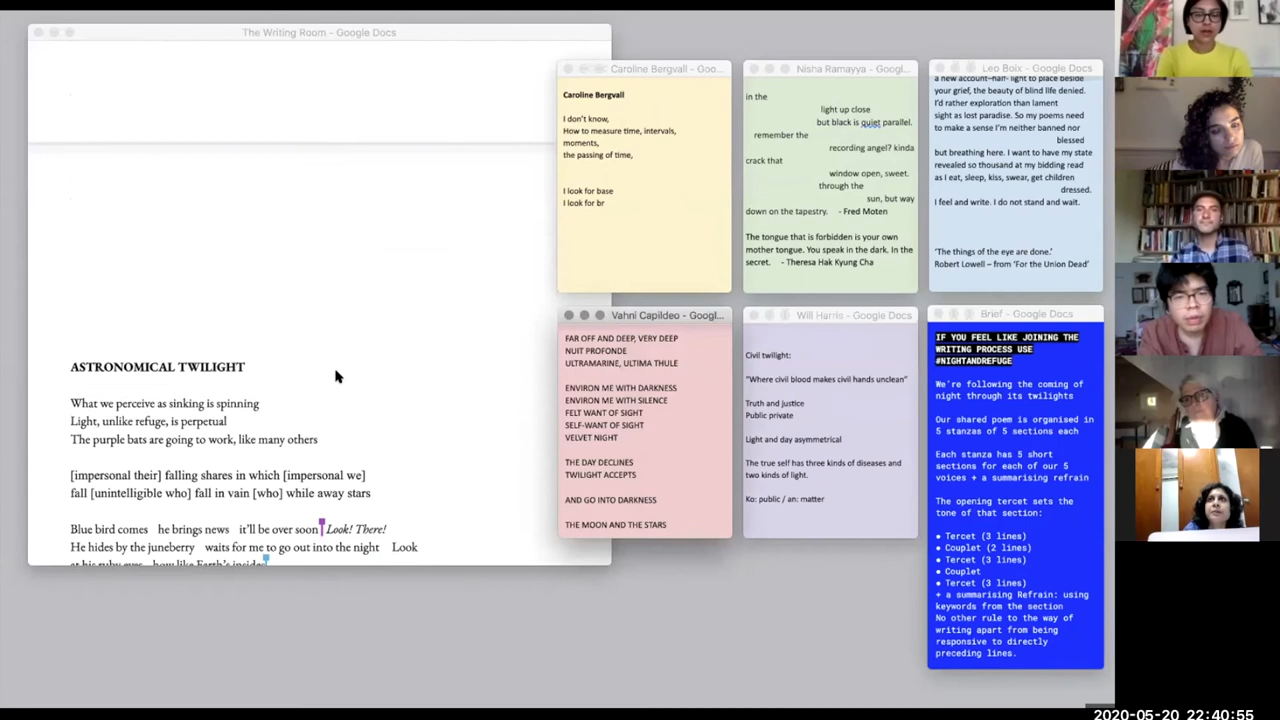 The Writing Room - Google Docs
ASTRONOMICAL TWILIGHT
What we perceive as sinking is spinning
Light, unlike refuge, is perpetual
The purple bats are going to work, like many others
[impersonal their] falling shares in which [impersonal we]
fall [unintelligible who] fall in vain [who] while away stars
Blue bird comes he brings news it'll be over soon Look! There!
He hides by the juneberry waits for me to go out into the night Look
at his ruby eyes how like Earth's insides
Caroline Bergvall - Goo...
Caroline Bergvall
I don't know,
How to measure time, intervals,
moments,
the passing of time,
I look for base
I look for br
Nisha Ramayya - Googl...
in the
light up close
but black is quiet parallel.
remember the
recording angel? kinda
crack that
window open, sweet.
through the
sun, but way
down on the tapestry. - Fred Moten
The tongue that is forbidden is your own
mother tongue. You speak in the dark. In the
secret. - Theresa Hak Kyung Cha
Leo Boix - Google Docs
a new account–half- light to place beside
your grief, the beauty of blind life denied.
I'd rather exploration than lament
sight as lost paradise. So my poems need
to make a sense I'm neither banned nor
blessed
but breathing here. I want to have my state
revealed so thousand at my bidding read
as I eat, sleep, kiss, swear, get children
dressed.
I feel and write. I do not stand and wait.
'The things of the eye are done.'
Robert Lowell – from 'For the Union Dead'
Vahni Capildeo - Googl...
FAR OFF AND DEEP, VERY DEEP
NUIT PROFONDE
ULTRAMARINE, ULTIMA THULE
ENVIRON ME WITH DARKNESS
ENVIRON ME WITH SILENCE
FELT WANT OF SIGHT
SELF-WANT OF SIGHT
VELVET NIGHT
THE DAY DECLINES
TWILIGHT ACCEPTS
AND GO INTO DARKNESS
THE MOON AND THE STARS
Will Harris - Google Docs
Civil twilight:
"Where civil blood makes civil hands unclean"
Truth and justice
Public private
Light and day asymmetrical
The true self has three kinds of diseases and
two kinds of light.
Ko: public / an: matter
Brief - Google Docs
IF YOU FEEL LIKE JOINING THE
WRITING PROCESS USE
#NIGHTANDREFUGE
We're following the coming of
night through its twilights
Our shared poem is organised in
5 stanzas of 5 sections each
Each stanza has 5 short
sections for each of our 5
voices + a summarising refrain
The opening tercet sets the
tone of that section:
● Tercet (3 lines)
● Couplet (2 lines)
● Tercet (3 lines)
● Couplet
● Tercet (3 lines)
+ a summarising Refrain: using
keywords from the section
No other rule to the way of
writing apart from being
responsive to directly
preceding lines.
2020-05-20 22:40:55